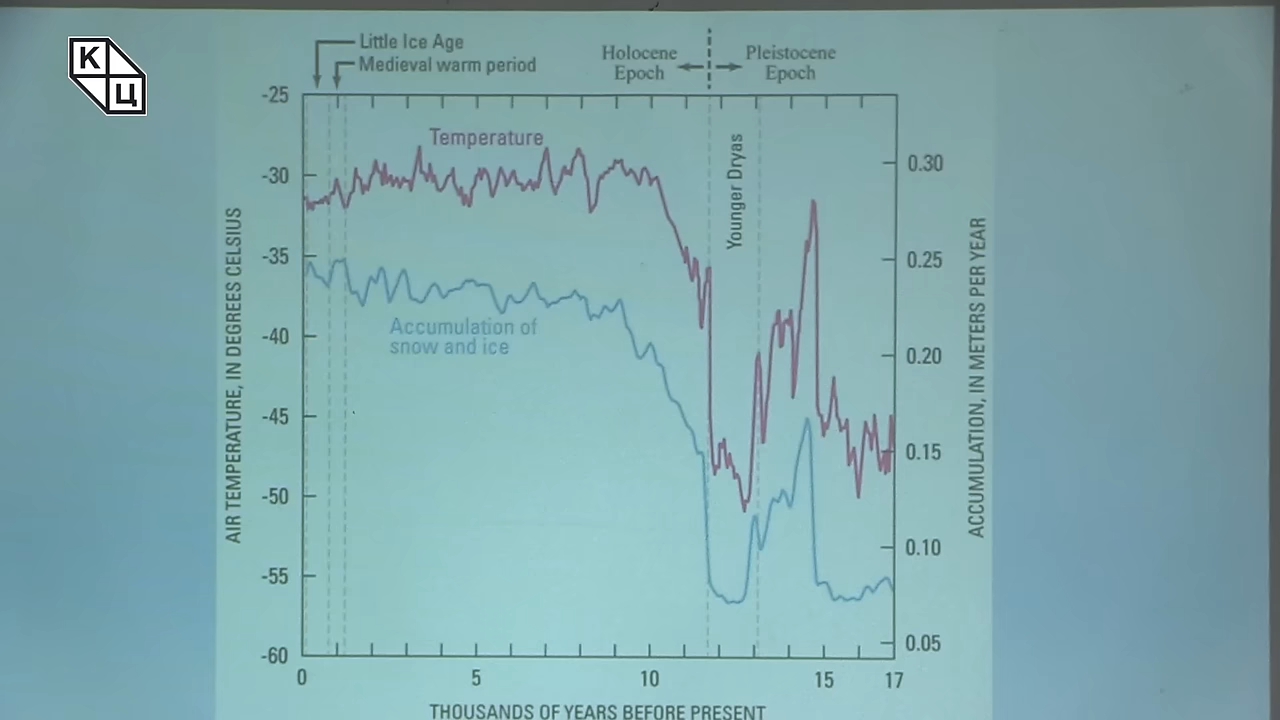 К
Ц
Little Ice Age
Medieval warm period
Holocene
Epoch
Pleistocene
Epoch
-25
-30
-35
-40
-45
-50
-55
-60
AIR TEMPERATURE, IN DEGREES CELSIUS
Temperature
Younger Dryas
Accumulation of
snow and ice
0.30
0.25
0.20
0.15
0.10
0.05
ACCUMULATION, IN METERS PER YEAR
0
5
10
15
17
THOUSANDS OF YEARS BEFORE PRESENT